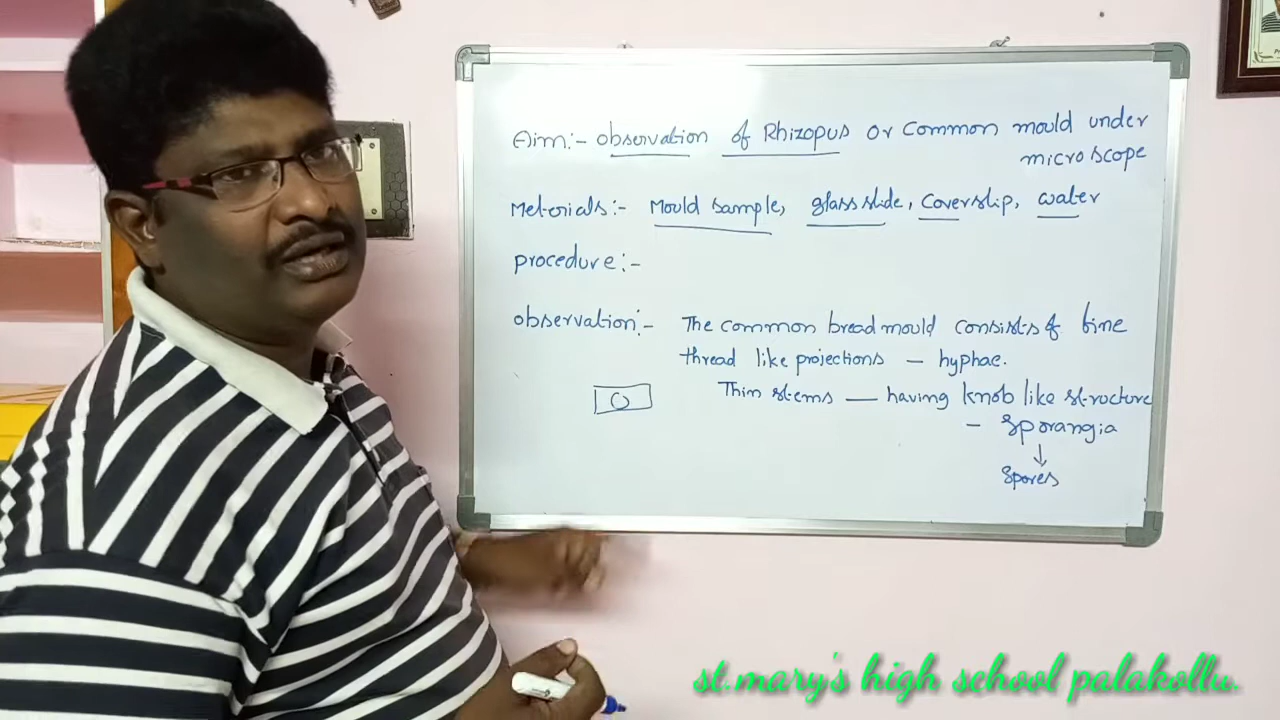 Aim:- observation of Rhizopus or Common mould under
microscope
Meterials:- Mould sample, glass slide, Coverslip, water
procedure:-
observation:- The common bread mould consists of fine
thread like projections — hyphae.
Thin stems — having knob like structure
- Sporangia
↓
Spores
st.mary's high school palakollu.